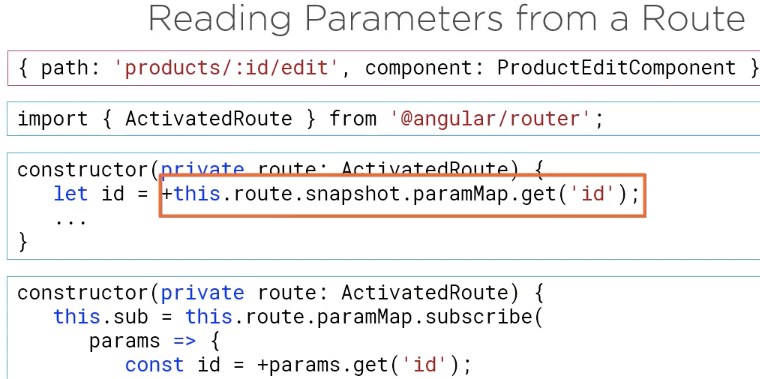 Reading Parameters from a Route
{ path: 'products/:id/edit', component: ProductEditComponent }
import { ActivatedRoute } from '@angular/router';
constructor(private route: ActivatedRoute) {
let id = +this.route.snapshot.paramMap.get('id');
...
}
constructor(private route: ActivatedRoute) {
this.sub = this.route.paramMap.subscribe(
params => {
const id = +params.get('id');